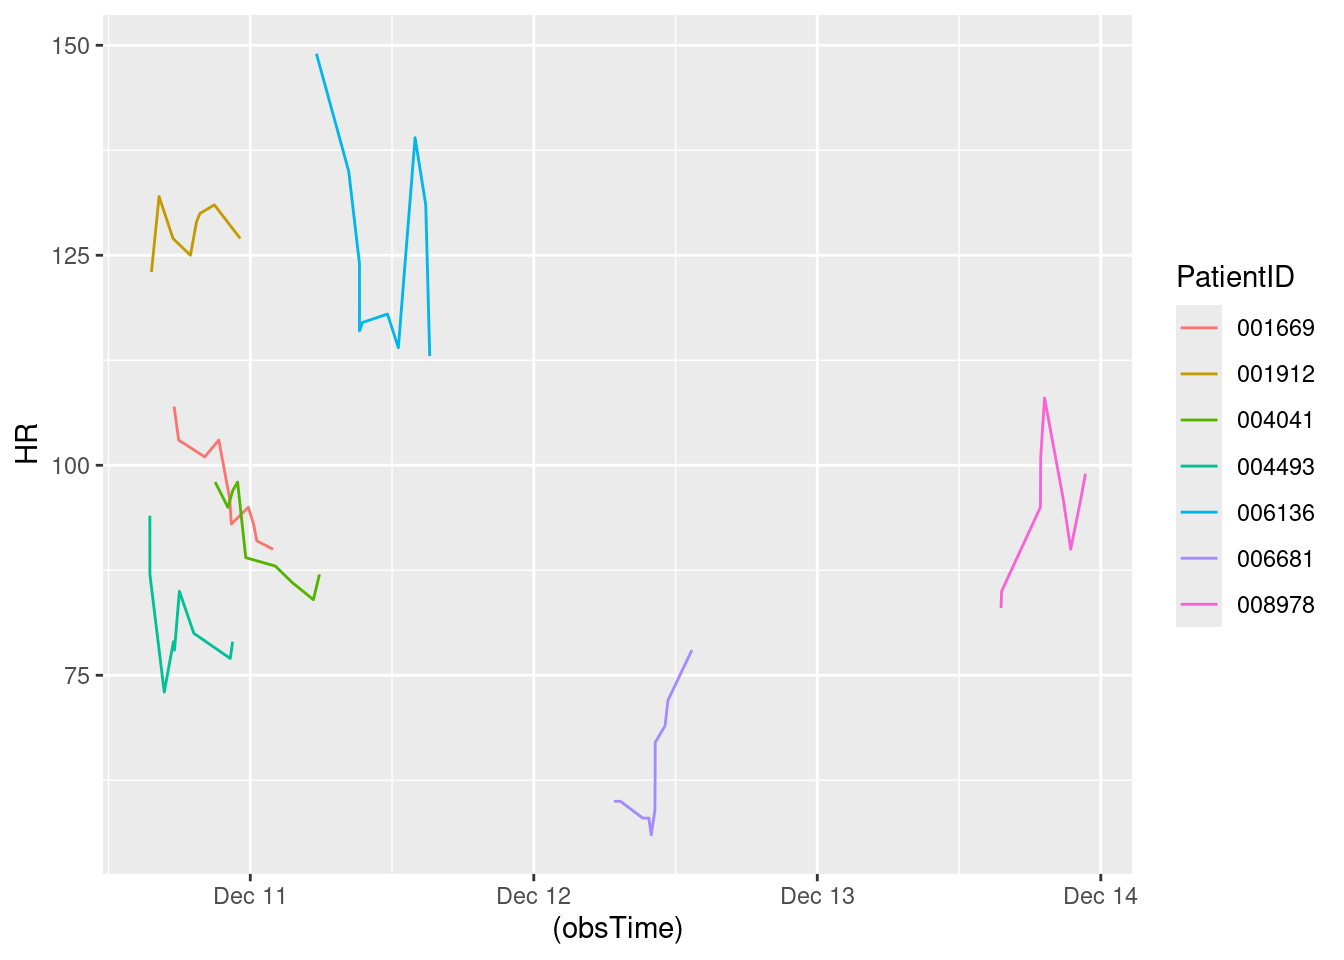 150
125
100
75
HR
Dec 11
Dec 12
Dec 13
Dec 14
(obsTime)
PatientID
001669
001912
004041
004493
006136
006681
008978